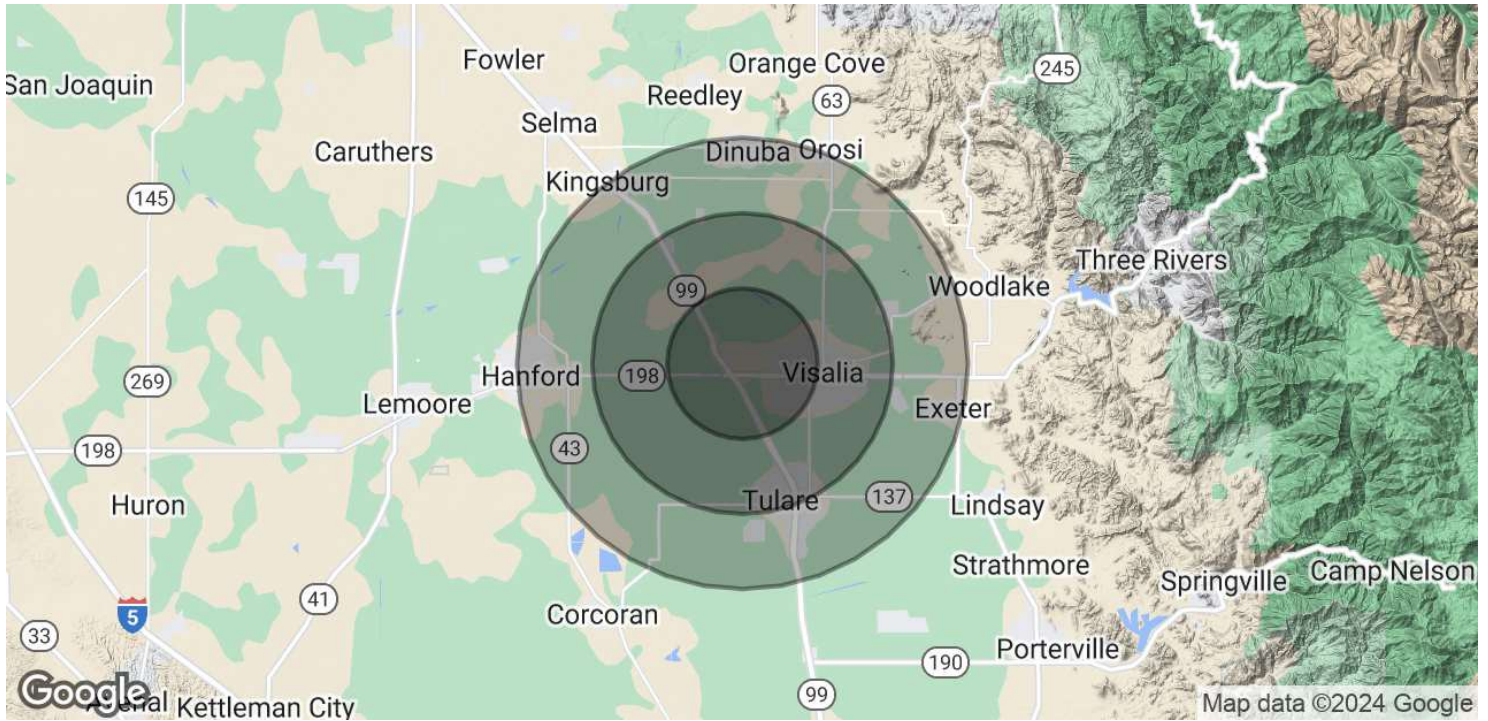 Fowler
Orange Cove
245
San Joaquin
Reedley
63
Selma
Caruthers
Dinuba
Orosi
Kingsburg
145
Three Rivers
99
Woodlake
269
Hanford
198
Visalia
Lemoore
Exeter
43
198
Huron
Tulare
137
Lindsay
Strathmore
Springville
Camp Nelson
5
41
Corcoran
33
Porterville
190
99
Google
Kettleman City
Map data ©2024 Google